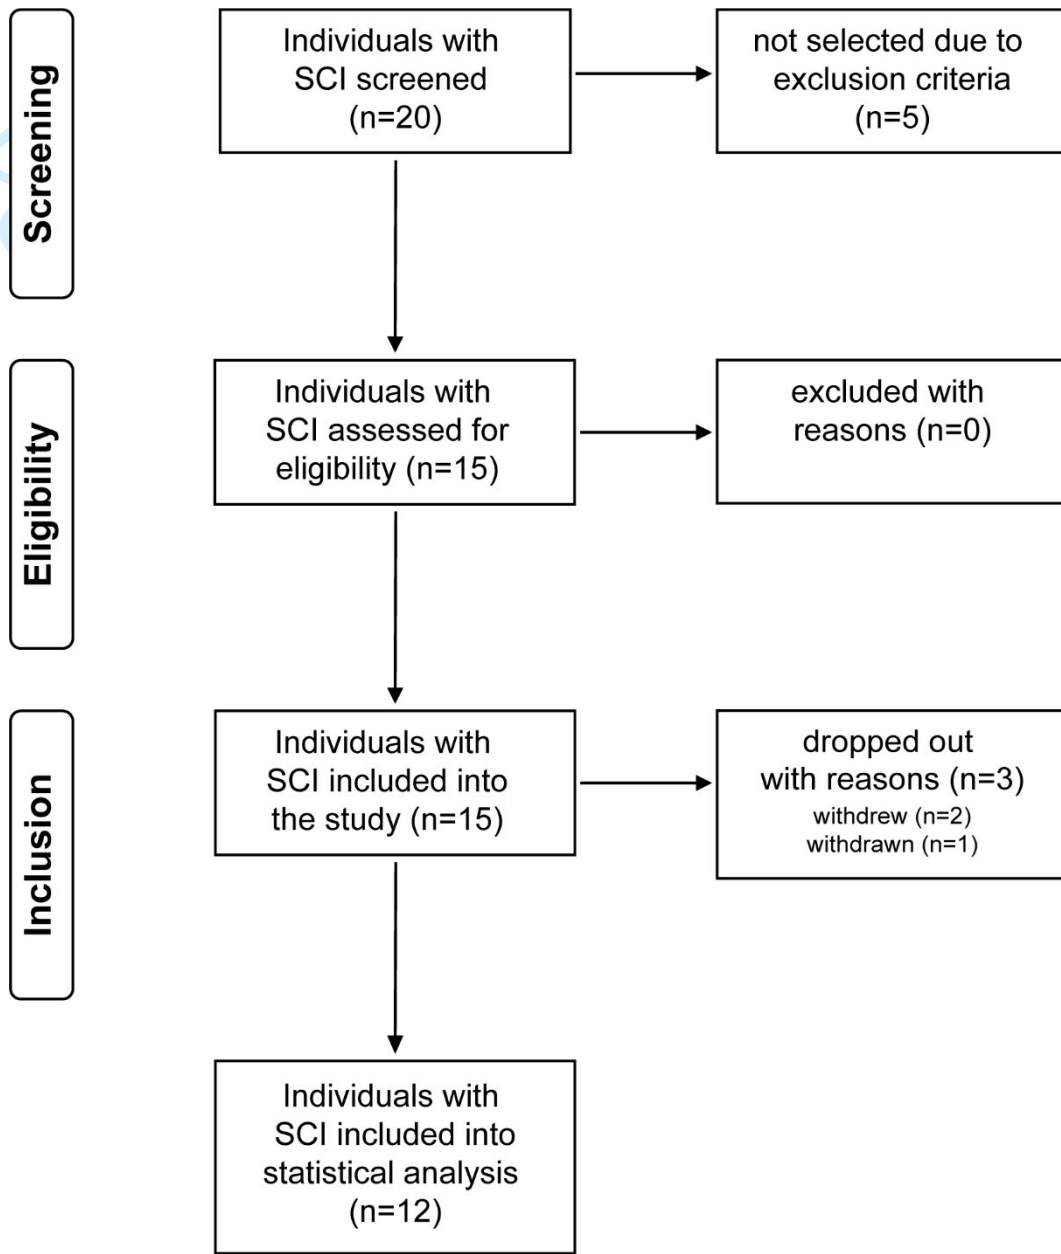 Screening
Individuals with
SCI screened
(n=20)
not selected due to
exclusion criteria
(n=5)
Eligibility
Individuals with
SCI assessed for
eligibility (n=15)
excluded with
reasons (n=0)
Inclusion
Individuals with
SCI included into
the study (n=15)
dropped out
with reasons (n=3)
withdrew (n=2)
withdrawn (n=1)
Individuals with
SCI included into
statistical analysis
(n=12)